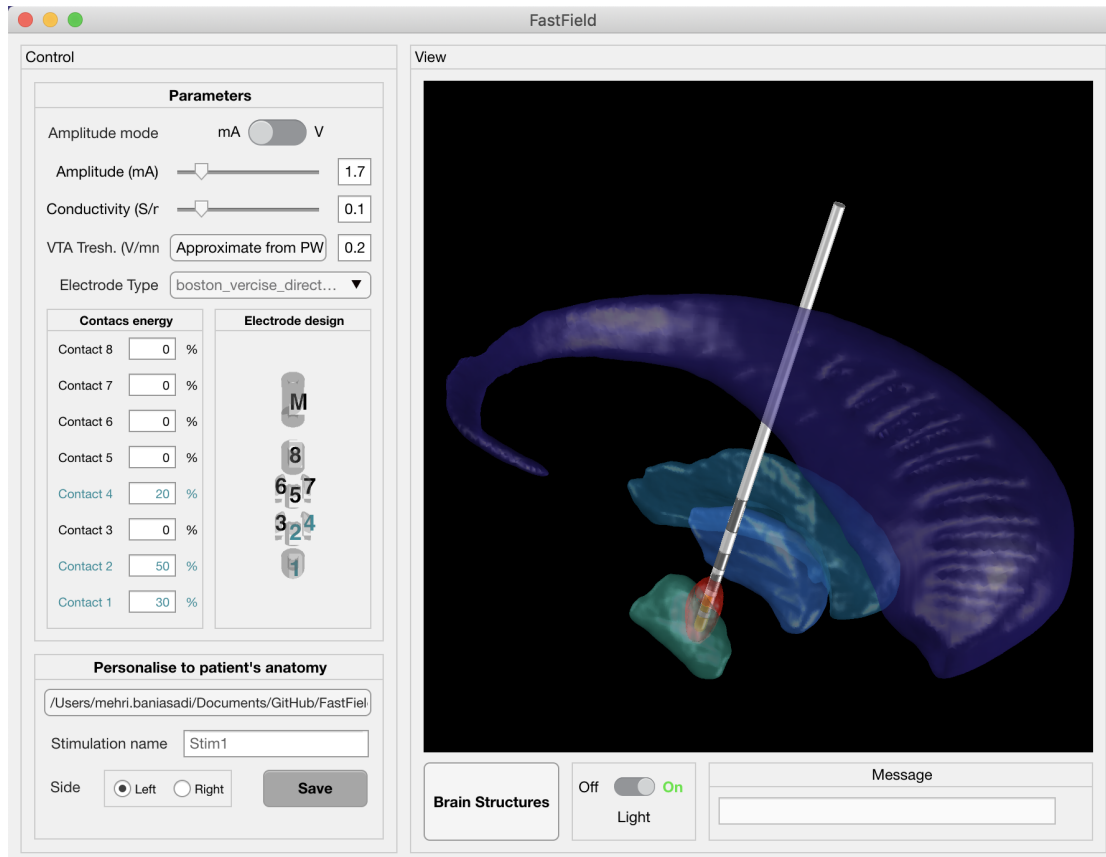 FastField
Control
Parameters
Amplitude mode mA V
Amplitude (mA) 1.7
Conductivity (S/r 0.1
VTA Tresh. (V/mn Approximate from PW 0.2
Electrode Type boston_vercise_direct... ▼
Contacs energy
Contact 8 0 %
Contact 7 0 %
Contact 6 0 %
Contact 5 0 %
Contact 4 20 %
Contact 3 0 %
Contact 2 50 %
Contact 1 30 %
Electrode design
M
8
6 5 7
3 2 4
1
Personalise to patient's anatomy
/Users/mehri.baniasadi/Documents/GitHub/FastFiel
Stimulation name Stim1
Side Left Right Save
View
Brain Structures
Off On
Light
Message